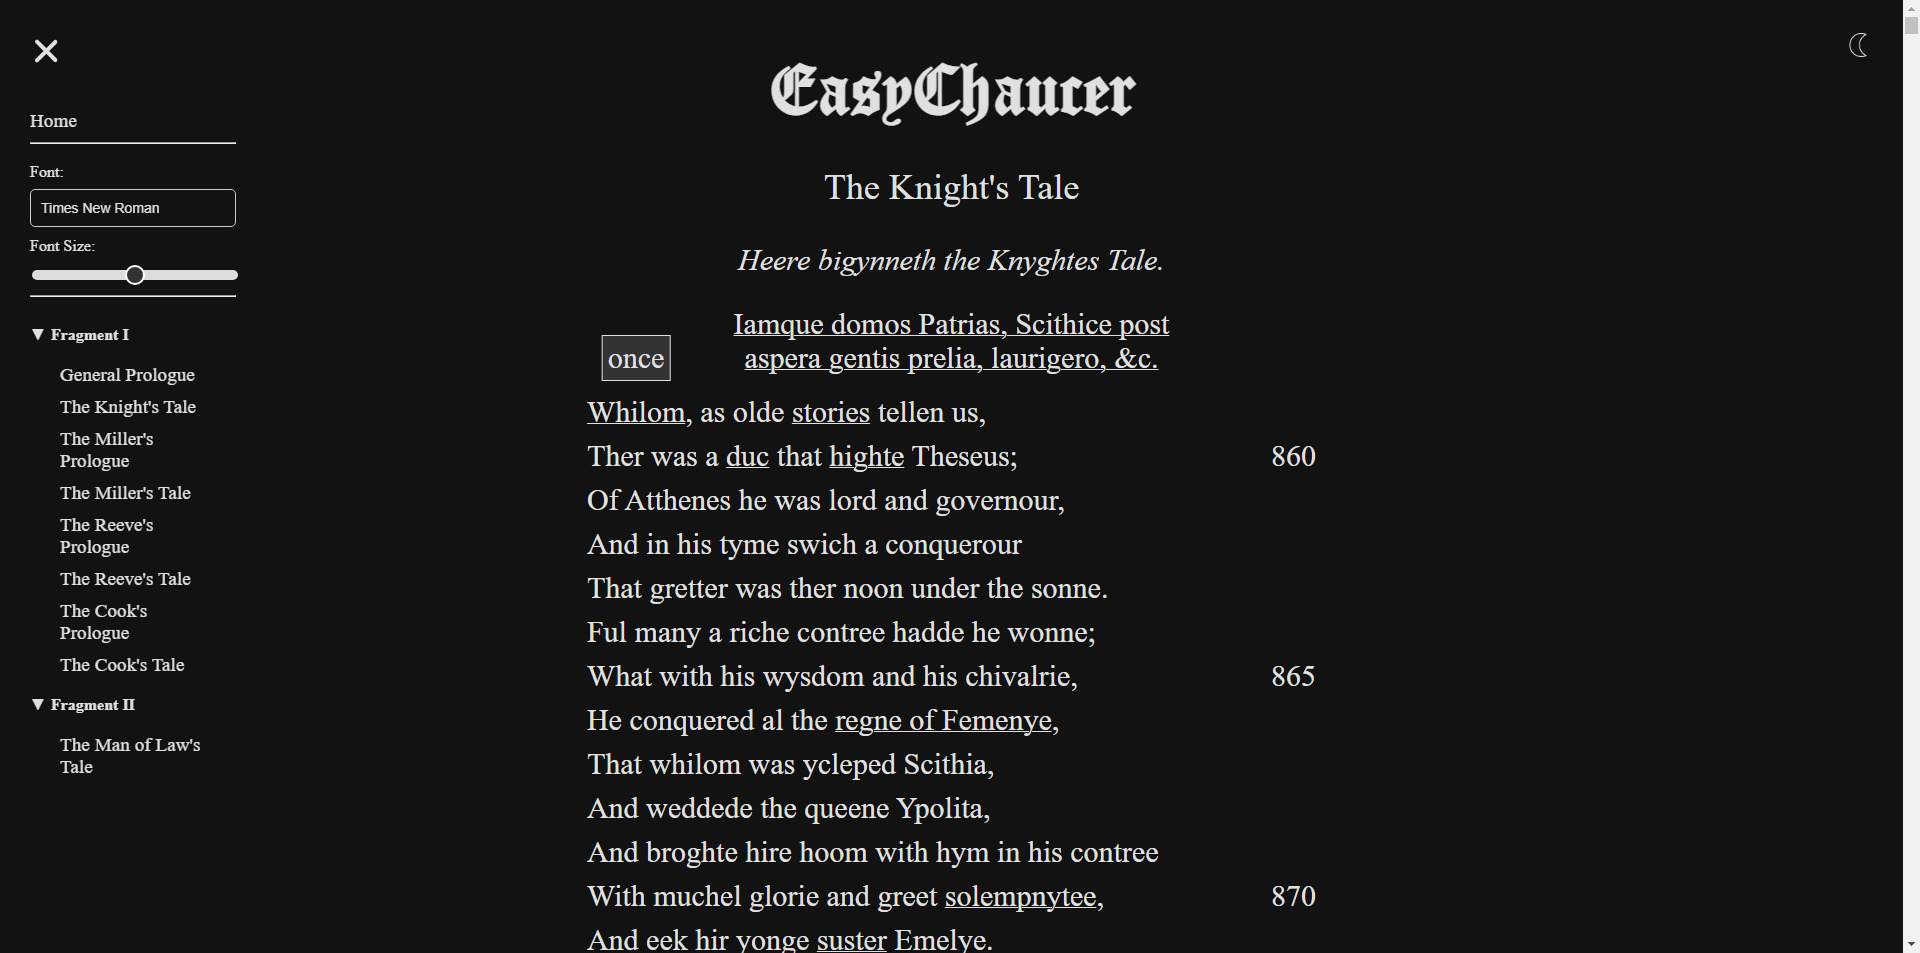 EasyChaucer
Home
Font:
Times New Roman
Font Size:
▼ Fragment I
General Prologue
The Knight's Tale
The Miller's
Prologue
The Miller's Tale
The Reeve's
Prologue
The Reeve's Tale
The Cook's
Prologue
The Cook's Tale
▼ Fragment II
The Man of Law's
Tale
The Knight's Tale
Heere bigynneth the Knyghtes Tale.
Iamque domos Patrias, Scithice post
aspera gentis prelia, laurigero, &c.
once
Whilom, as olde stories tellen us,
Ther was a duc that highte Theseus; 860
Of Atthenes he was lord and governour,
And in his tyme swich a conquerour
That gretter was ther noon under the sonne.
Ful many a riche contree hadde he wonne;
What with his wysdom and his chivalrie, 865
He conquered al the regne of Femenye,
That whilom was ycleped Scithia,
And weddede the queene Ypolita,
And broghte hire hoom with hym in his contree
With muchel glorie and greet solempnytee, 870
And eek hir yonge suster Emelye.